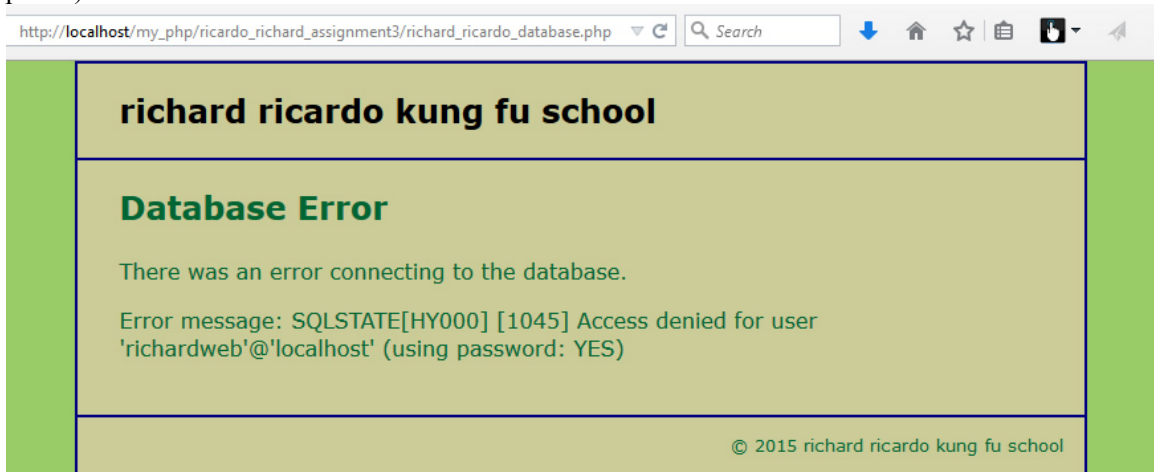 http://localhost/my_php/ricardo_richard_assignment3/richard_ricardo_database.php Search
richard ricardo kung fu school
Database Error
There was an error connecting to the database.
Error message: SQLSTATE[HY000] [1045] Access denied for user
'richardweb'@'localhost' (using password: YES)
© 2015 richard ricardo kung fu school